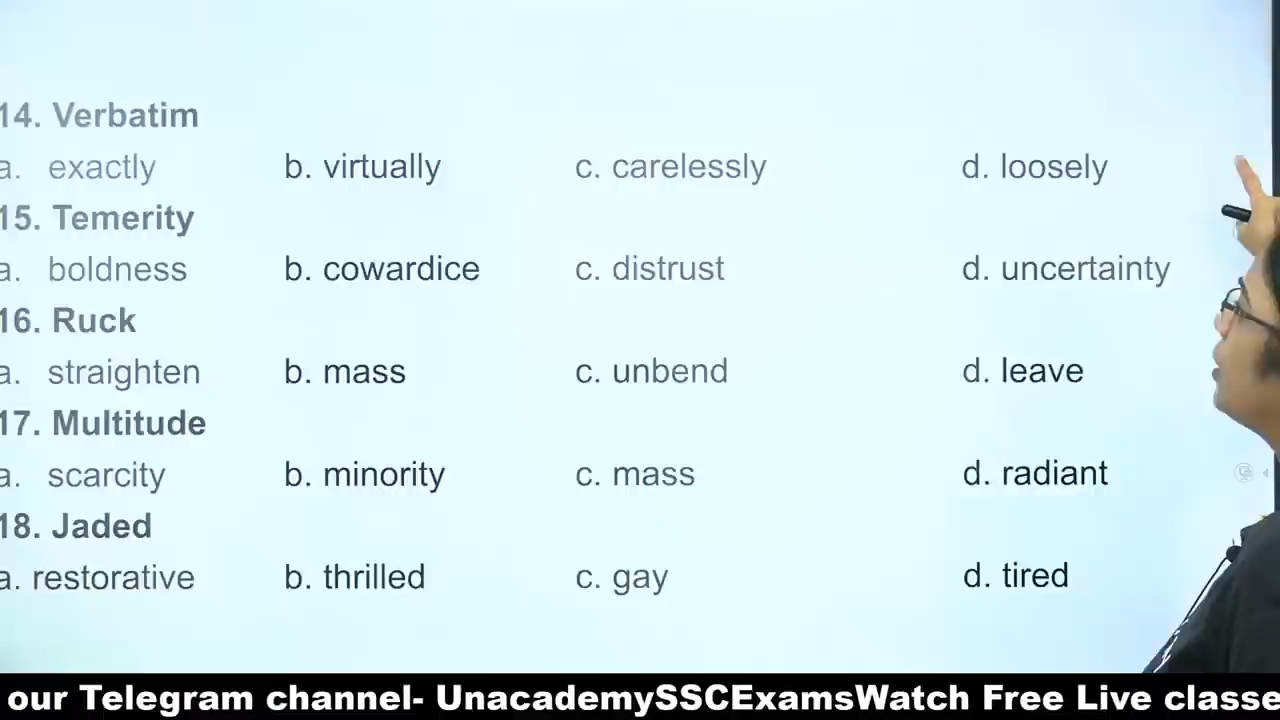 14. Verbatim
a. exactly b. virtually c. carelessly d. loosely
15. Temerity
a. boldness b. cowardice c. distrust d. uncertainty
16. Ruck
a. straighten b. mass c. unbend d. leave
17. Multitude
a. scarcity b. minority c. mass d. radiant
18. Jaded
a. restorative b. thrilled c. gay d. tired
our Telegram channel- UnacademySSCExamsWatch Free Live classe